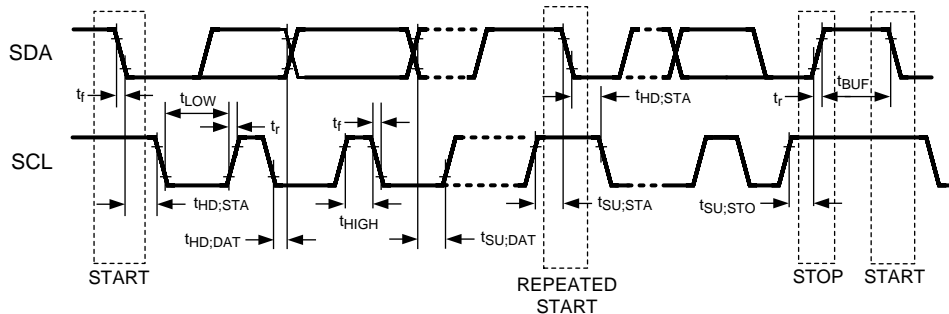 SDA
t_f
t_LOW
t_r
t_f
t_HD;STA
t_r
t_BUF
SCL
t_HD;STA
t_HD;DAT
t_HIGH
t_SU;DAT
t_SU;STA
t_SU;STO
START
REPEATED
START
STOP
START